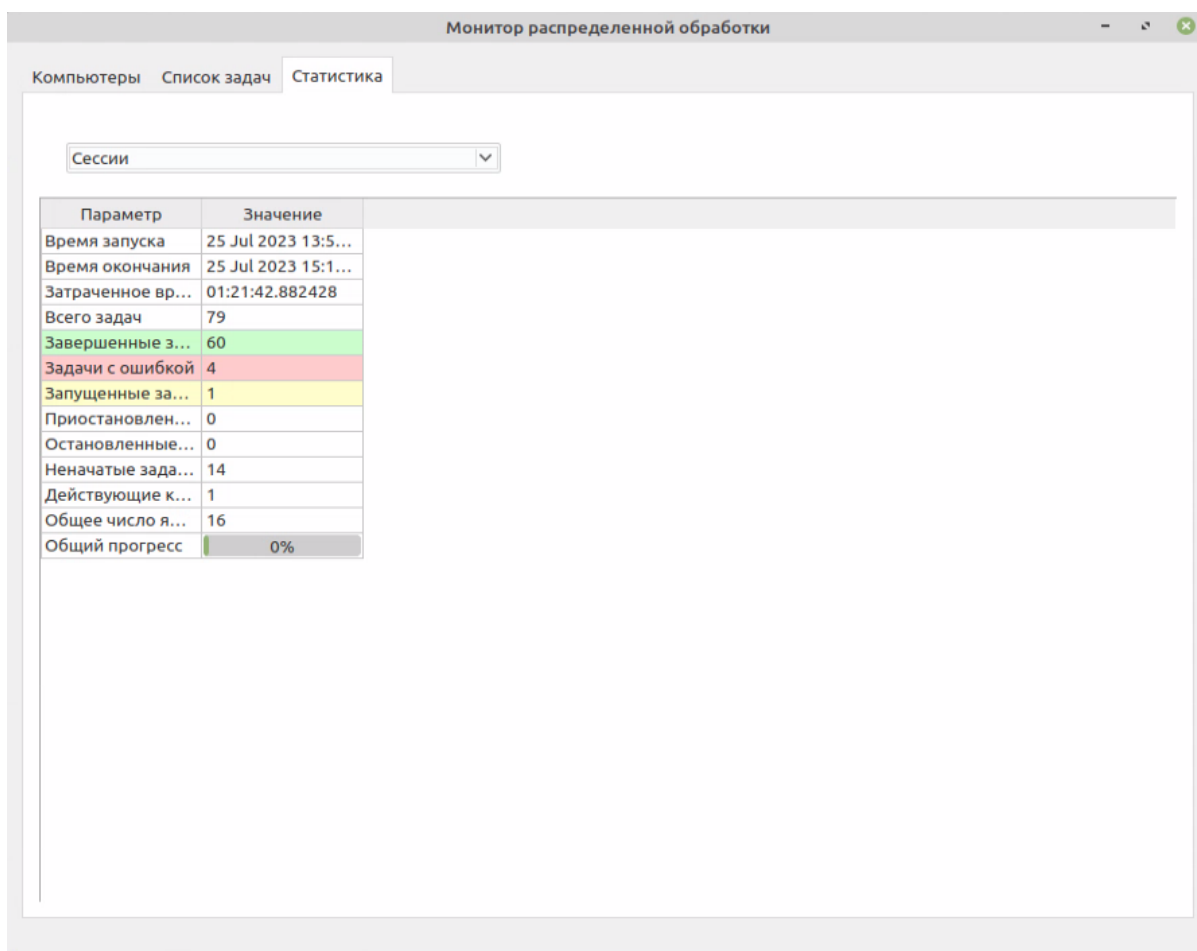 Монитор распределенной обработки
Компьютеры Список задач Статистика
Сессии
Параметр Значение
Время запуска 25 Jul 2023 13:5...
Время окончания 25 Jul 2023 15:1...
Затраченное вр... 01:21:42.882428
Всего задач 79
Завершенные з... 60
Задачи с ошибкой 4
Запущенные за... 1
Приостановлен... 0
Остановленные... 0
Неначатые зада... 14
Действующие к... 1
Общее число я... 16
Общий прогресс 0%